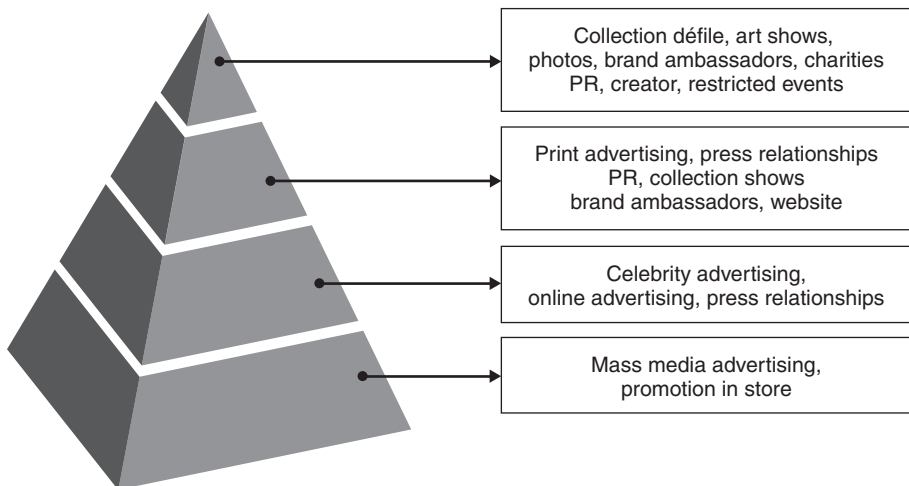 Collection défile, art shows,
photos, brand ambassadors, charities
PR, creator, restricted events
Print advertising, press relationships
PR, collection shows
brand ambassadors, website
Celebrity advertising,
online advertising, press relationships
Mass media advertising,
promotion in store